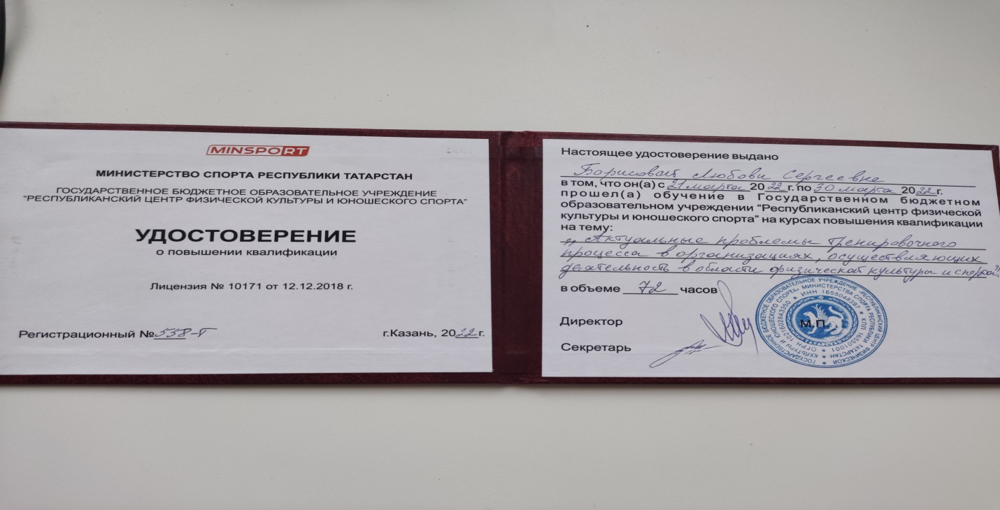 MINSPORT
МИНИСТЕРСТВО СПОРТА РЕСПУБЛИКИ ТАТАРСТАН
ГОСУДАРСТВЕННОЕ БЮДЖЕТНОЕ ОБРАЗОВАТЕЛЬНОЕ УЧРЕЖДЕНИЕ
"РЕСПУБЛИКАНСКИЙ ЦЕНТР ФИЗИЧЕСКОЙ КУЛЬТУРЫ И ЮНОШЕСКОГО СПОРТА"
УДОСТОВЕРЕНИЕ
о повышении квалификации
Лицензия № 10171 от 12.12.2018 г.
Регистрационный № 558-Г
г.Казань, 2022г.
Настоящее удостоверение выдано
Борисовой Любови Сергеевне
в том, что он(а) с 21 марта 2022 г. по 30 марта 2022 г.
прошел(а) обучение в Государственном бюджетном
образовательном учреждении "Республиканский центр физической
культуры и юношеского спорта" на курсах повышения квалификации
на тему:
„ Актуальные проблемы тренировочного
процесса в организациях, осуществляющих
деятельность в области физической культуры и спорта"
в объеме 72 часов
Директор
М.П.
Секретарь
ГОСУДАРСТВЕННОЕ БЮДЖЕТНОЕ ОБРАЗОВАТЕЛЬНОЕ УЧРЕЖДЕНИЕ «РЕСПУБЛИКАНСКИЙ ЦЕНТР ФИЗИЧЕСКОЙ
КУЛЬТУРЫ И ЮНОШЕСКОГО СПОРТА» МИНИСТЕРСТВА СПОРТА РЕСПУБЛИКИ ТАТАРСТАН
ОГРН 1021602843350 * ИНН 1655048397 * КПП 165501001